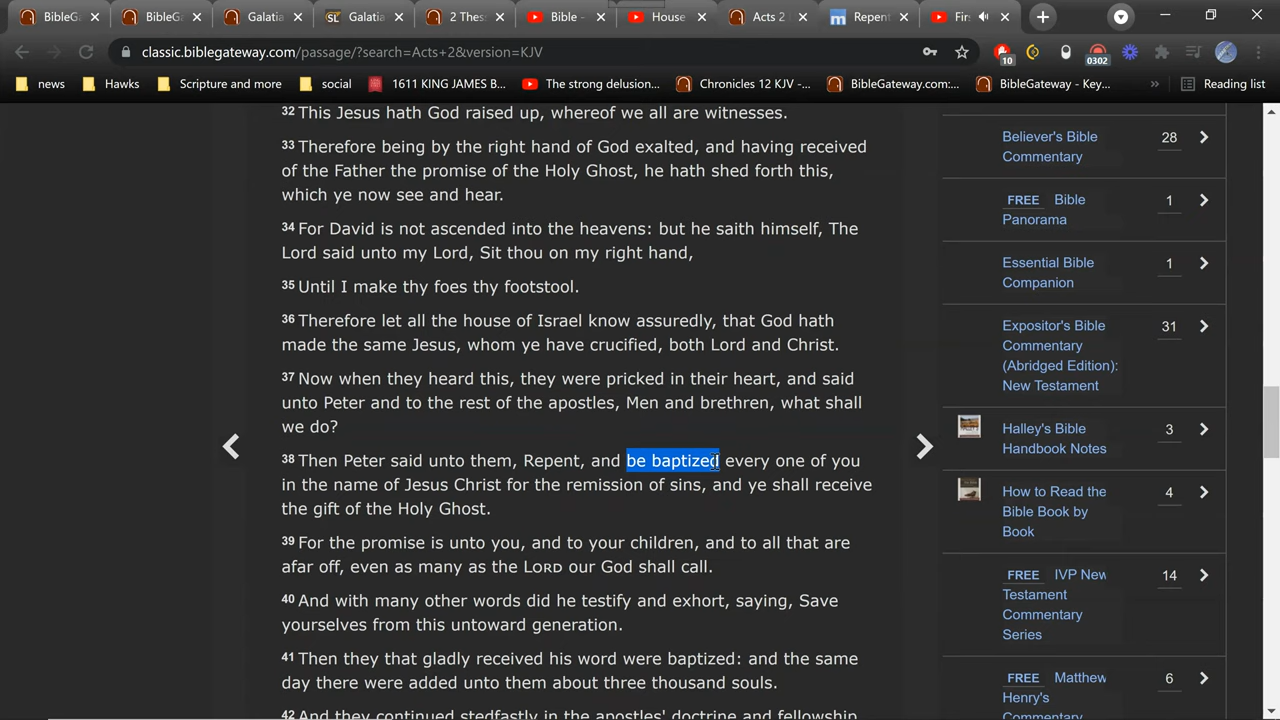 BibleG
BibleG
Galatia
Galatia
2 Thess
Bible -
House
Acts 2
Repent
Firs
classic.biblegateway.com/passage/?search=Acts+2&version=KJV
10
0302
news
Hawks
Scripture and more
social
1611 KING JAMES B...
The strong delusion...
Chronicles 12 KJV -...
BibleGateway.com:...
BibleGateway - Key...
»
Reading list
32 This Jesus hath God raised up, whereof we all are witnesses.
33 Therefore being by the right hand of God exalted, and having received
of the Father the promise of the Holy Ghost, he hath shed forth this,
which ye now see and hear.
34 For David is not ascended into the heavens: but he saith himself, The
Lord said unto my Lord, Sit thou on my right hand,
35 Until I make thy foes thy footstool.
36 Therefore let all the house of Israel know assuredly, that God hath
made the same Jesus, whom ye have crucified, both Lord and Christ.
37 Now when they heard this, they were pricked in their heart, and said
unto Peter and to the rest of the apostles, Men and brethren, what shall
we do?
38 Then Peter said unto them, Repent, and be baptized every one of you
in the name of Jesus Christ for the remission of sins, and ye shall receive
the gift of the Holy Ghost.
39 For the promise is unto you, and to your children, and to all that are
afar off, even as many as the LORD our God shall call.
40 And with many other words did he testify and exhort, saying, Save
yourselves from this untoward generation.
41 Then they that gladly received his word were baptized: and the same
day there were added unto them about three thousand souls.
42 And they continued stedfastly in the apostles' doctrine and fellowship
Believer's Bible
Commentary
28
FREE Bible
Panorama
1
Essential Bible
Companion
1
Expositor's Bible
Commentary
(Abridged Edition):
New Testament
31
Halley's Bible
Handbook Notes
3
How to Read the
Bible Book by
Book
4
FREE IVP New
Testament
Commentary
Series
14
FREE Matthew
Henry's
Commentary
6